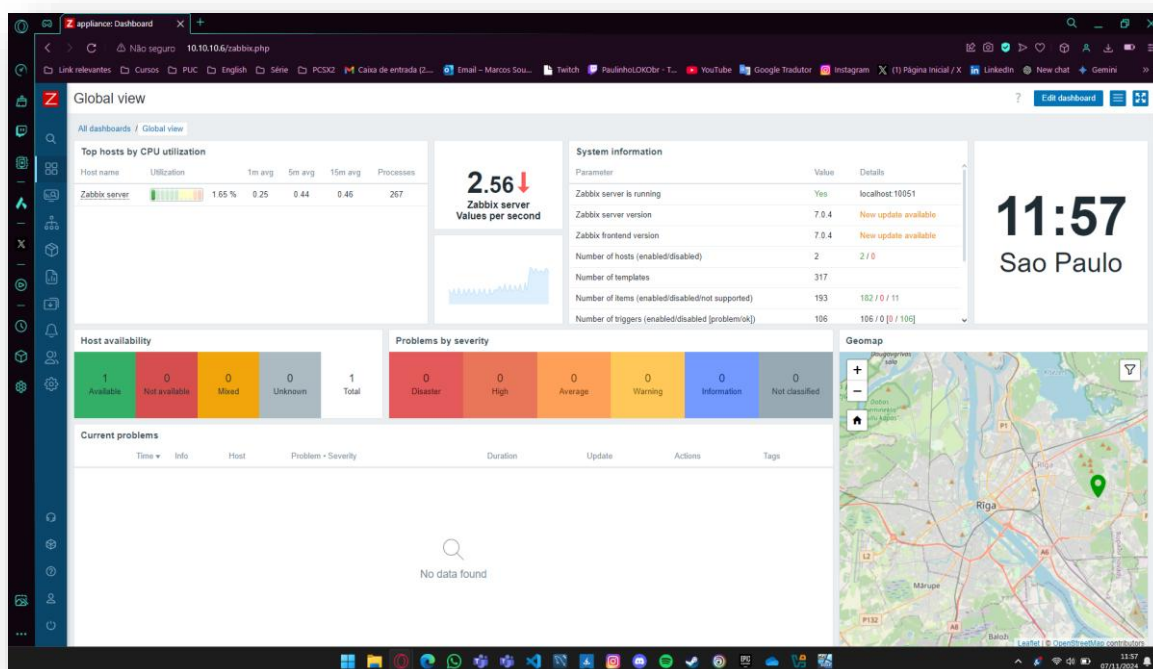 Z appliance: Dashboard
Não seguro 10.10.10.6/zabbix.php
Link relevantes Cursos PUC English Série PCSX2 Caixa de entrada (2... Email – Marcos Sou... Twitch PaulinhoLOKObr - T... YouTube Google Tradutor Instagram (1) Página Inicial / X LinkedIn New chat Gemini »
Z Global view ? Edit dashboard
All dashboards / Global view
Top hosts by CPU utilization
Host name Utilization 1m avg 5m avg 15m avg Processes
Zabbix server 1.65 % 0.25 0.44 0.46 267
2.56
Zabbix server
Values per second
System information
Parameter Value Details
Zabbix server is running Yes localhost:10051
Zabbix server version 7.0.4 New update available
Zabbix frontend version 7.0.4 New update available
Number of hosts (enabled/disabled) 2 2 / 0
Number of templates 317
Number of items (enabled/disabled/not supported) 193 182 / 0 / 11
Number of triggers (enabled/disabled [problem/ok]) 106 106 / 0 [0 / 106]
11:57
Sao Paulo
Host availability
1 0 0 0 1
Available Not available Mixed Unknown Total
Problems by severity
0 0 0 0 0 0
Disaster High Average Warning Information Not classified
Geomap
+
−
P1
Rīga
Rīga
L2
A6
Mārupe
P132
A8
Baloži
Leaflet | © OpenStreetMap contributors
Current problems
Time Info Host Problem • Severity Duration Update Actions Tags
No data found
11:57
07/11/2024